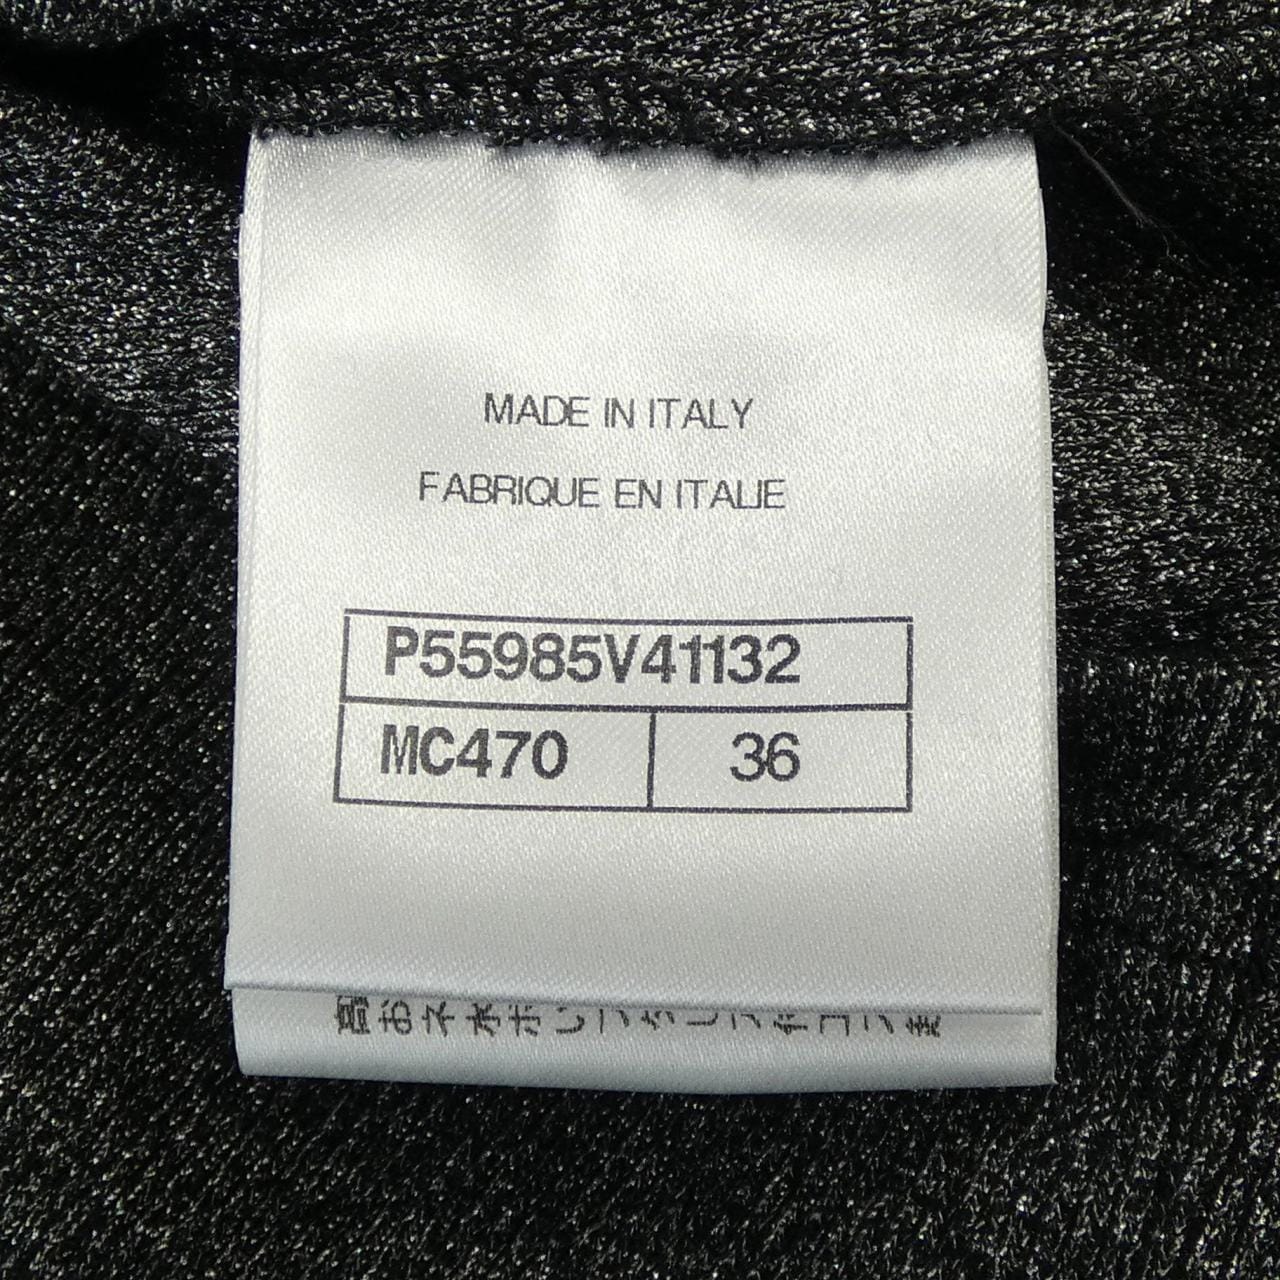 MADE IN ITALY
FABRIQUE EN ITALIE
P55985V41132
MC470 36